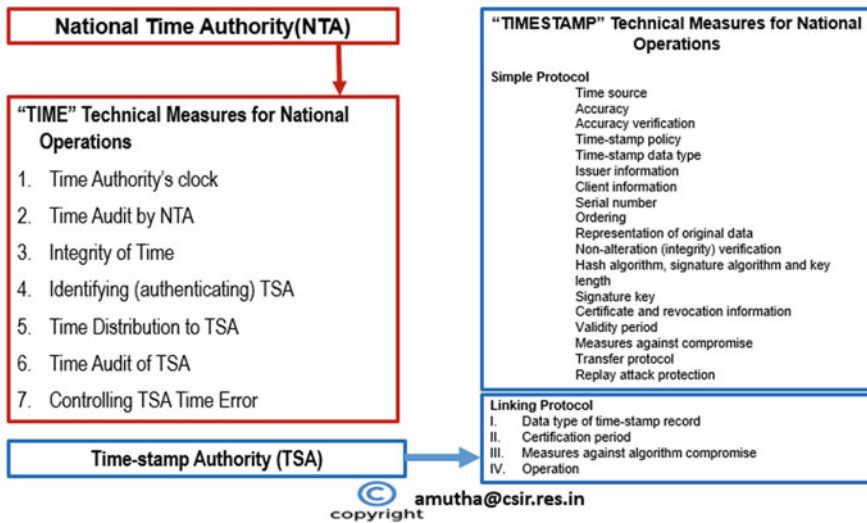 National Time Authority(NTA)
“TIME” Technical Measures for National
Operations
1. Time Authority’s clock
2. Time Audit by NTA
3. Integrity of Time
4. Identifying (authenticating) TSA
5. Time Distribution to TSA
6. Time Audit of TSA
7. Controlling TSA Time Error
Time-stamp Authority (TSA)
“TIMESTAMP” Technical Measures for National
Operations
Simple Protocol
Time source
Accuracy
Accuracy verification
Time-stamp policy
Time-stamp data type
Issuer information
Client information
Serial number
Ordering
Representation of original data
Non-alteration (integrity) verification
Hash algorithm, signature algorithm and key
length
Signature key
Certificate and revocation information
Validity period
Measures against compromise
Transfer protocol
Replay attack protection
Linking Protocol
I. Data type of time-stamp record
II. Certification period
III. Measures against algorithm compromise
IV. Operation
© amutha@csir.res.in
copyright